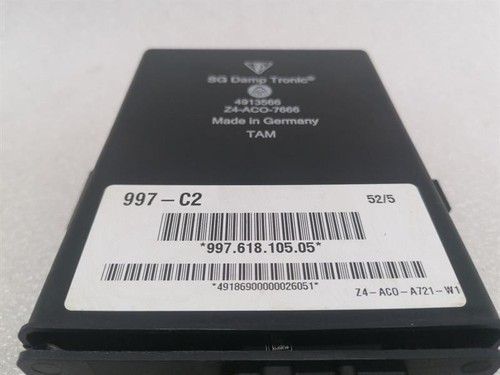 SG Damp Tronic®
4913566
Z4-ACO-7666
Made in Germany
TAM
997-C2 52/5
*997.618.105.05*
*49186900000026051*
Z4-ACO-A721-W1